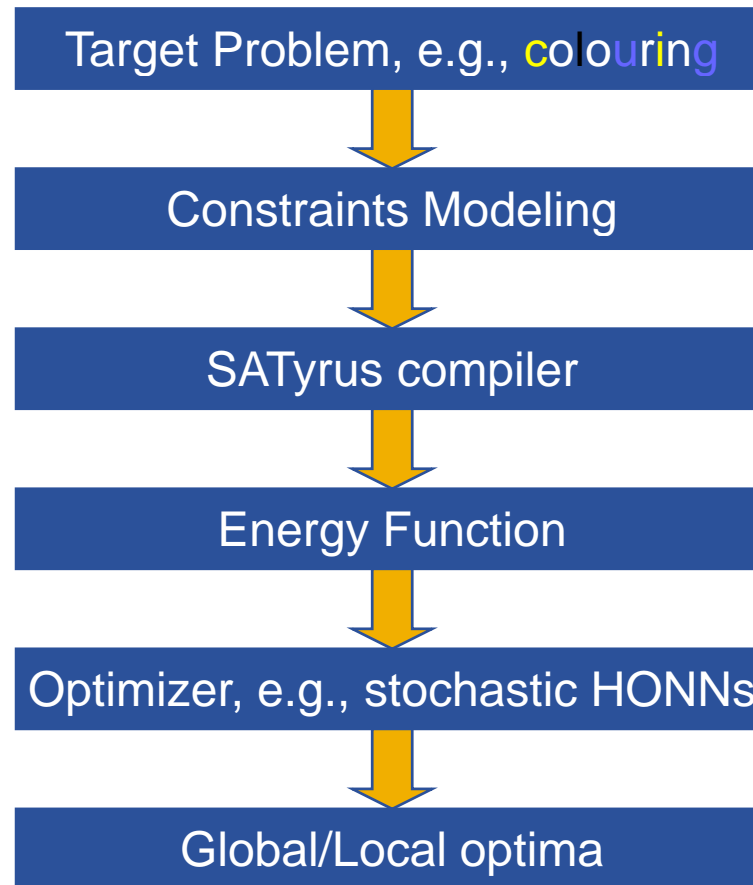 Target Problem, e.g., colouring
Constraints Modeling
SATyrus compiler
Energy Function
Optimizer, e.g., stochastic HONNs
Global/Local optima